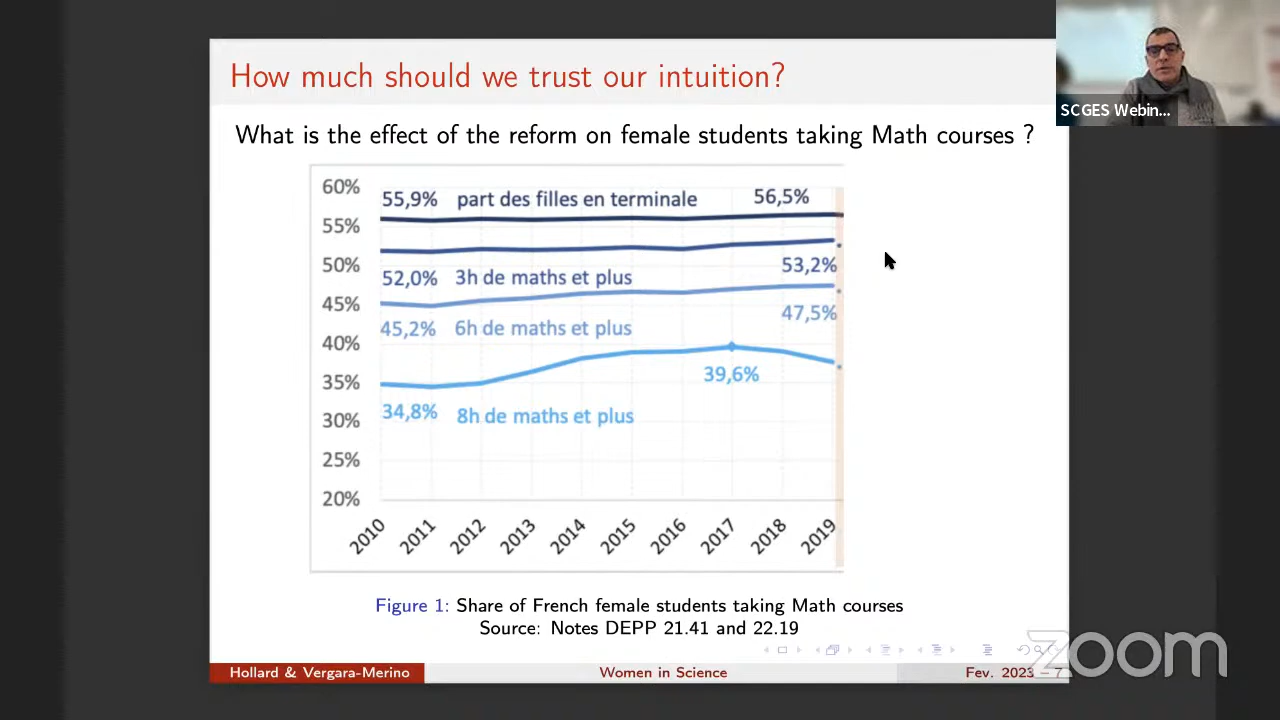 How much should we trust our intuition?
SCGES Webin...
What is the effect of the reform on female students taking Math courses ?
60%
55,9% part des filles en terminale 56,5%
55%
50%
53,2%
52,0% 3h de maths et plus
45%
47,5%
45,2% 6h de maths et plus
40%
39,6%
35%
34,8% 8h de maths et plus
30%
25%
20%
2010 2011 2012 2013 2014 2015 2016 2017 2018 2019
Figure 1: Share of French female students taking Math courses
Source: Notes DEPP 21.41 and 22.19
zoom
Hollard & Vergara-Merino Women in Science Fev. 2023 7